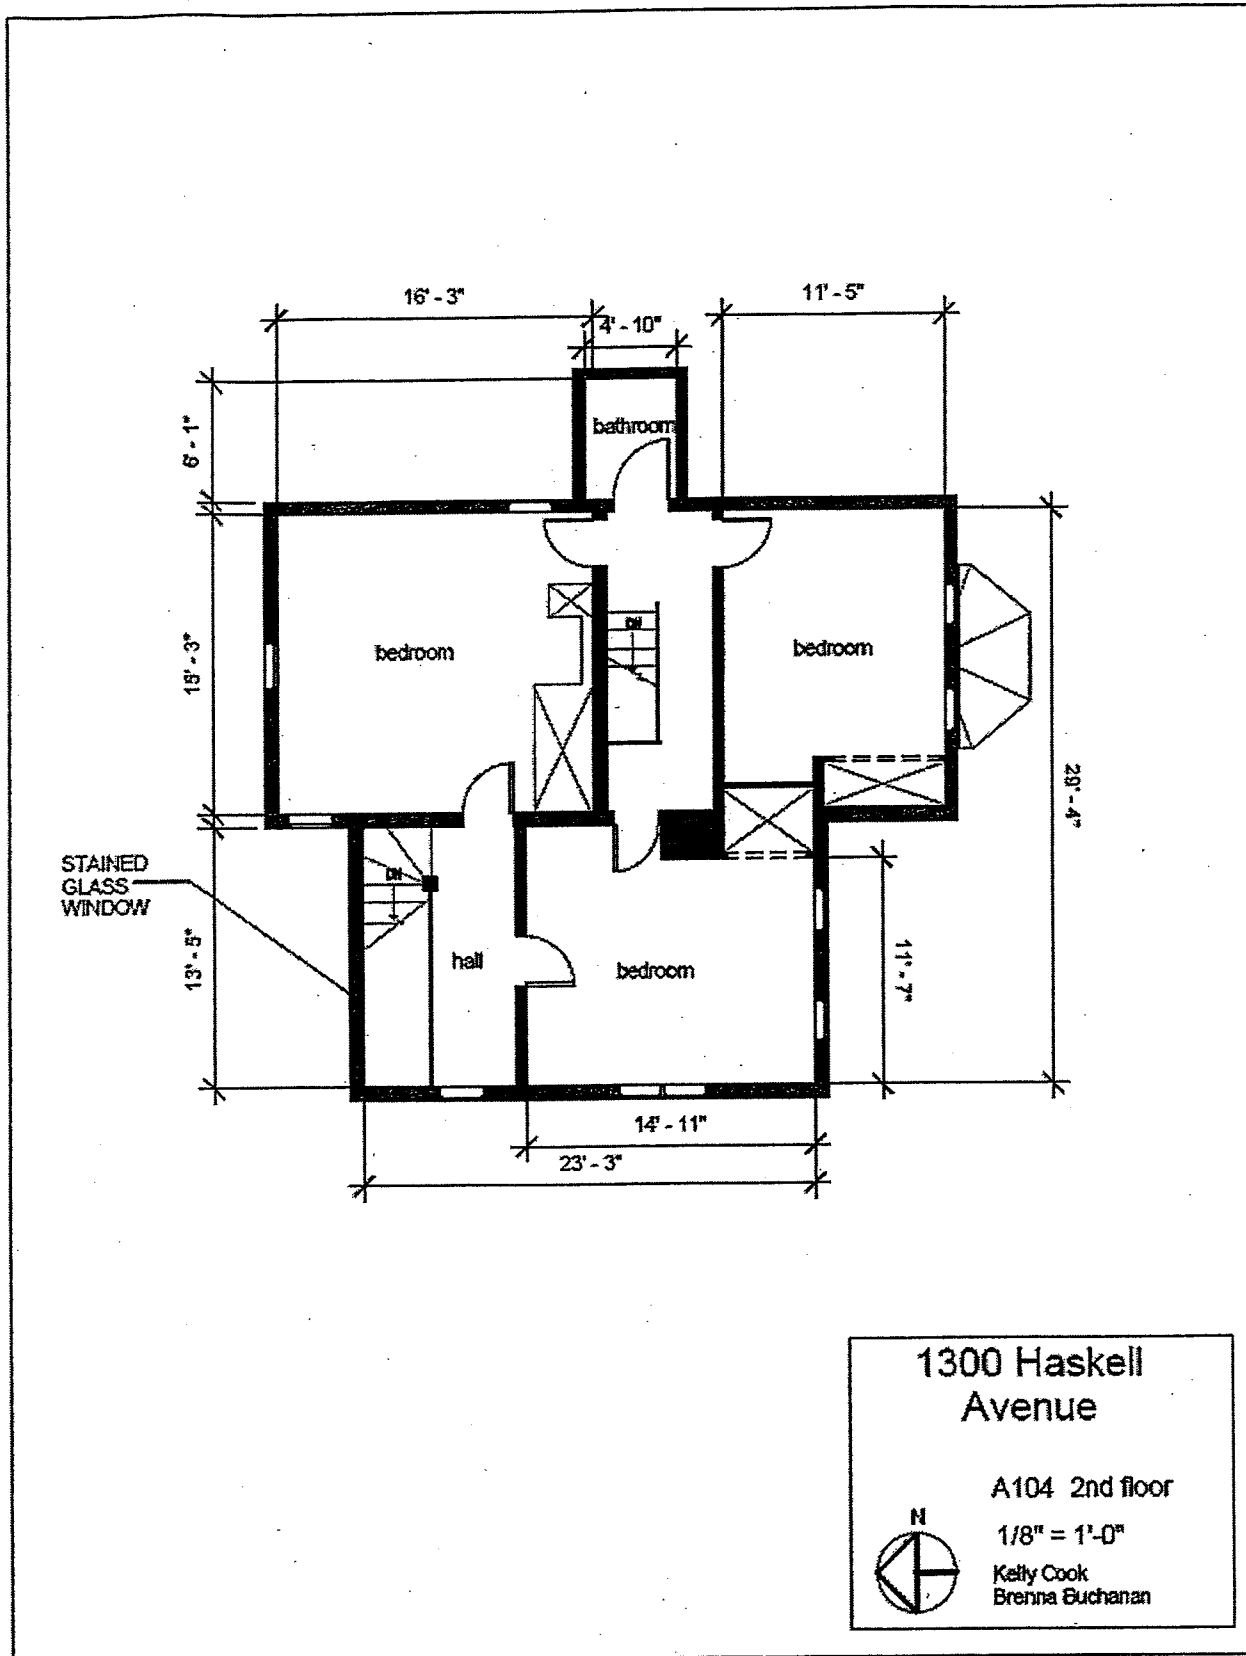 16' - 3"
11' - 5"
4' - 10"
6' - 1"
bathroom
15' - 3"
bedroom
DN
bedroom
29' - 4"
STAINED
GLASS
WINDOW
DN
13' - 5"
hall
bedroom
11' - 7"
14' - 11"
23' - 3"
1300 Haskell
Avenue
A104 2nd floor
N
1/8" = 1'-0"
Kelly Cook
Brenna Buchanan